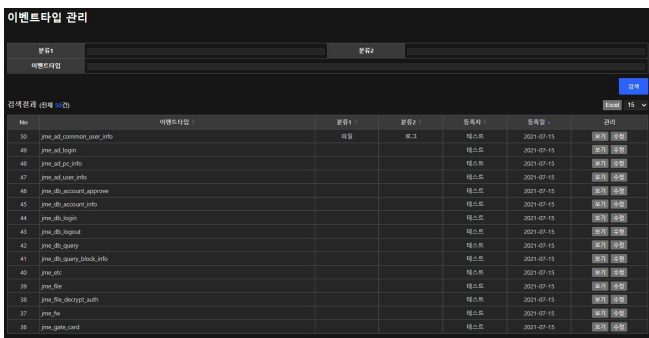 이벤트타입 관리
분류1 분류2
이벤트타입
검색
검색결과 (전체 50건) Excel 15
No 이벤트타입 분류1 분류2 등록자 등록일 관리
50 jme_ad_common_user_info 파일 로그 테스트 2021-07-15 보기 수정
49 jme_ad_login 테스트 2021-07-15 보기 수정
48 jme_ad_pc_info 테스트 2021-07-15 보기 수정
47 jme_ad_user_info 테스트 2021-07-15 보기 수정
46 jme_db_account_approve 테스트 2021-07-15 보기 수정
45 jme_db_account_info 테스트 2021-07-15 보기 수정
44 jme_db_login 테스트 2021-07-15 보기 수정
43 jme_db_logout 테스트 2021-07-15 보기 수정
42 jme_db_query 테스트 2021-07-15 보기 수정
41 jme_db_query_block_info 테스트 2021-07-15 보기 수정
40 jme_etc 테스트 2021-07-15 보기 수정
39 jme_file 테스트 2021-07-15 보기 수정
38 jme_file_decrypt_auth 테스트 2021-07-15 보기 수정
37 jme_fw 테스트 2021-07-15 보기 수정
36 jme_gate_card 테스트 2021-07-15 보기 수정